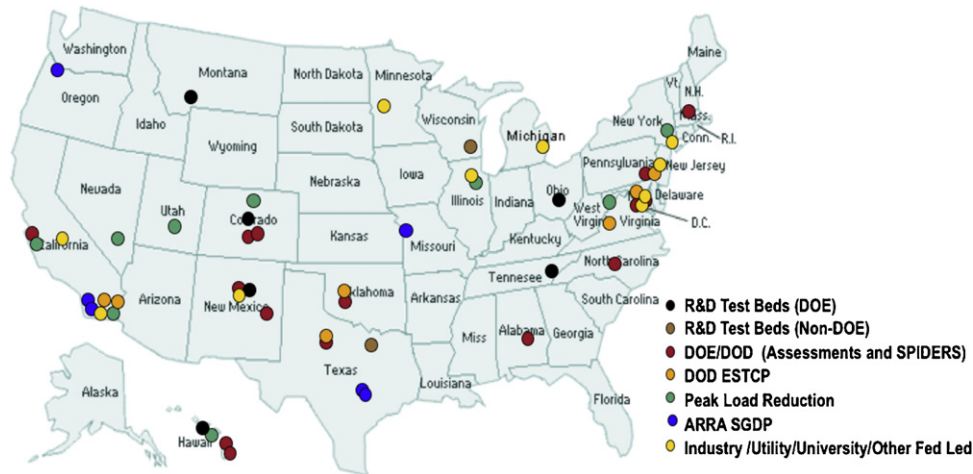 Washington
Montana
North Dakota
Minnesota
Maine
Oregon
Idaho
South Dakota
Wisconsin
Michigan
Vt.
N.H.
New York
Mass.
Conn.
R.I.
Wyoming
Nebraska
Iowa
Pennsylvania
New Jersey
Nevada
Utah
Colorado
Illinois
Indiana
Ohio
Delaware
West
Virgin
Virginia
D.C.
California
Kansas
Missouri
Kentucky
Arizona
New Mexico
Oklahoma
Arkansas
Tennesee
North Carolina
South Carolina
Miss
Alabama
Georgia
Texas
Louisiana
Florida
Alaska
Hawaii
R&D Test Beds (DOE)
R&D Test Beds (Non-DOE)
DOE/DOD (Assessments and SPIDERS)
DOD ESTCP
Peak Load Reduction
ARRA SGDP
Industry /Utility/University/Other Fed Led